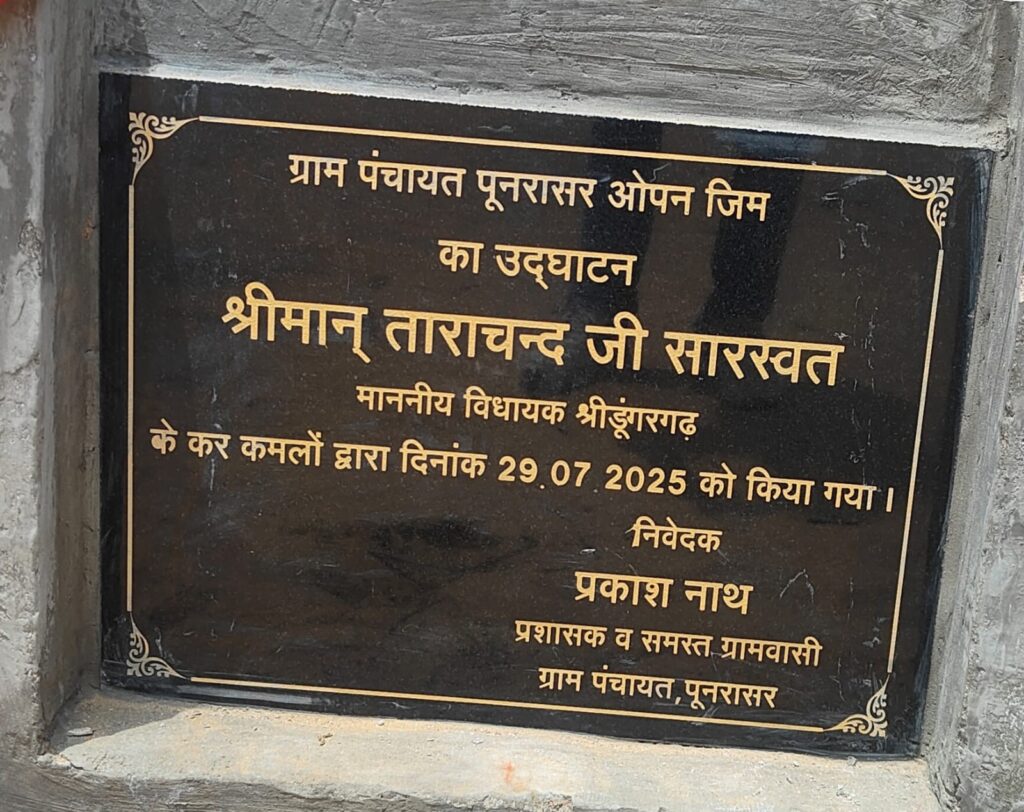 ग्राम पंचायत पूनरासर ओपन जिम
का उद्‌घाटन
श्रीमान् ताराचन्द जी सारस्वत
माननीय विधायक श्रीडूंगरगढ़
के कर कमलों द्वारा दिनांक 29.07.2025 को किया गया।
निवेदक
प्रकाश नाथ
प्रशासक व समस्त ग्रामवासी
ग्राम पंचायत,पूनरासर